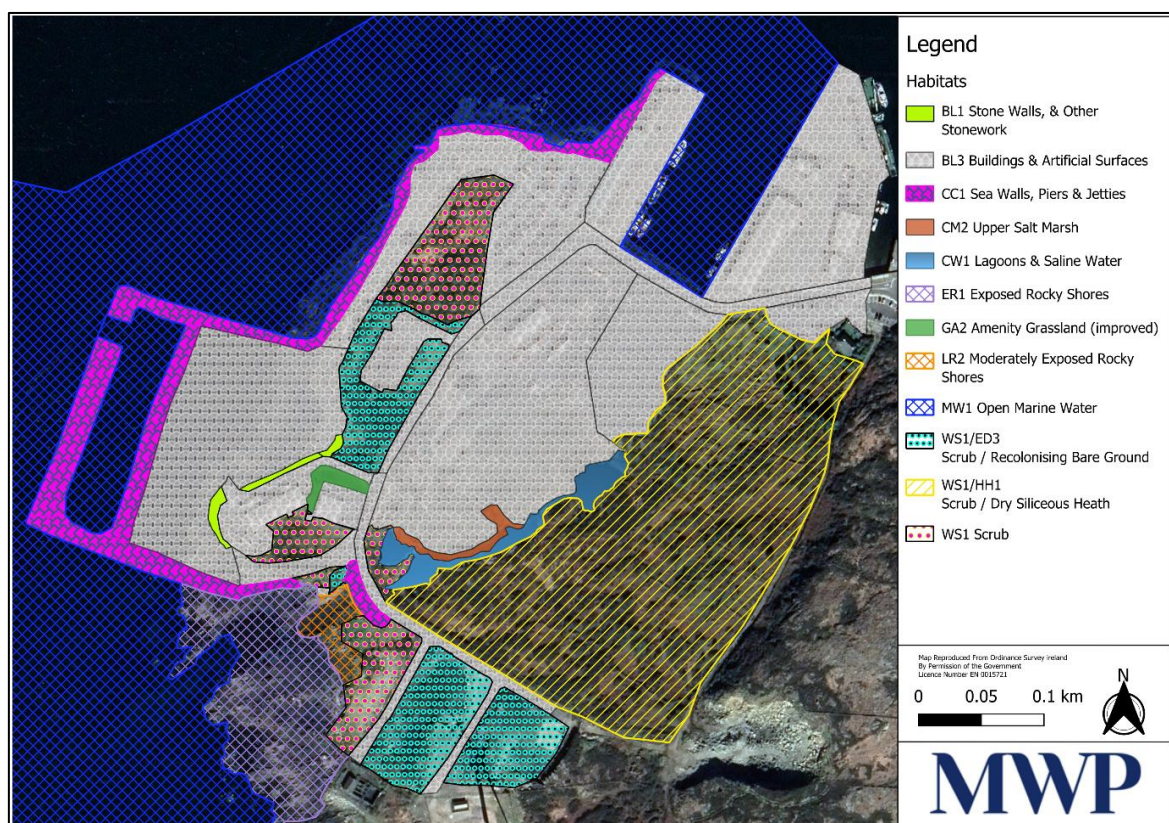 Legend
Habitats
BL1 Stone Walls, & Other
Stonework
BL3 Buildings & Artificial Surfaces
CC1 Sea Walls, Piers & Jetties
CM2 Upper Salt Marsh
CW1 Lagoons & Saline Water
ER1 Exposed Rocky Shores
GA2 Amenity Grassland (improved)
LR2 Moderately Exposed Rocky
Shores
MW1 Open Marine Water
WS1/ED3
Scrub / Recolonising Bare Ground
WS1/HH1
Scrub / Dry Siliceous Heath
WS1 Scrub
Map Reproduced From Ordinance Survey Ireland
By Permission of the Government
Licence Number EN 0015721
N
0 0.05 0.1 km
MWP